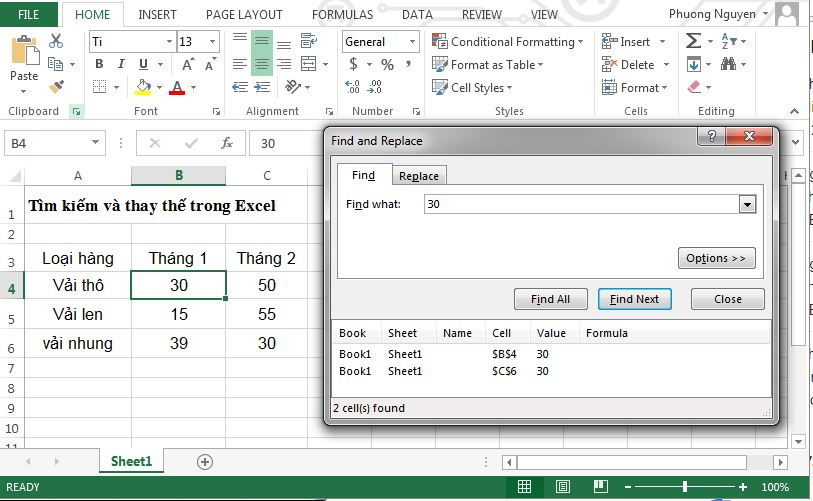 FILE HOME INSERT PAGE LAYOUT FORMULAS DATA REVIEW VIEW Phuong Nguyen
Paste
Ti 13
B I U A A
A
General
$ % ,
Conditional Formatting
Format as Table
Cell Styles
Insert
Delete
Format
Clipboard Font Alignment Number Styles Cells Editing
B4 fx 30
Find and Replace
Find Replace
Find what: 30
Options >>
Find All Find Next Close
Book Sheet Name Cell Value Formula
Book1 Sheet1 $B$4 30
Book1 Sheet1 $C$6 30
2 cell(s) found
A B C
1 Tìm kiếm và thay thế trong Excel
2
3 Loại hàng Tháng 1 Tháng 2
4 Vải thô 30 50
5 Vải len 15 55
6 vải nhung 39 30
7
8
9
10
11
Sheet1
READY 100%